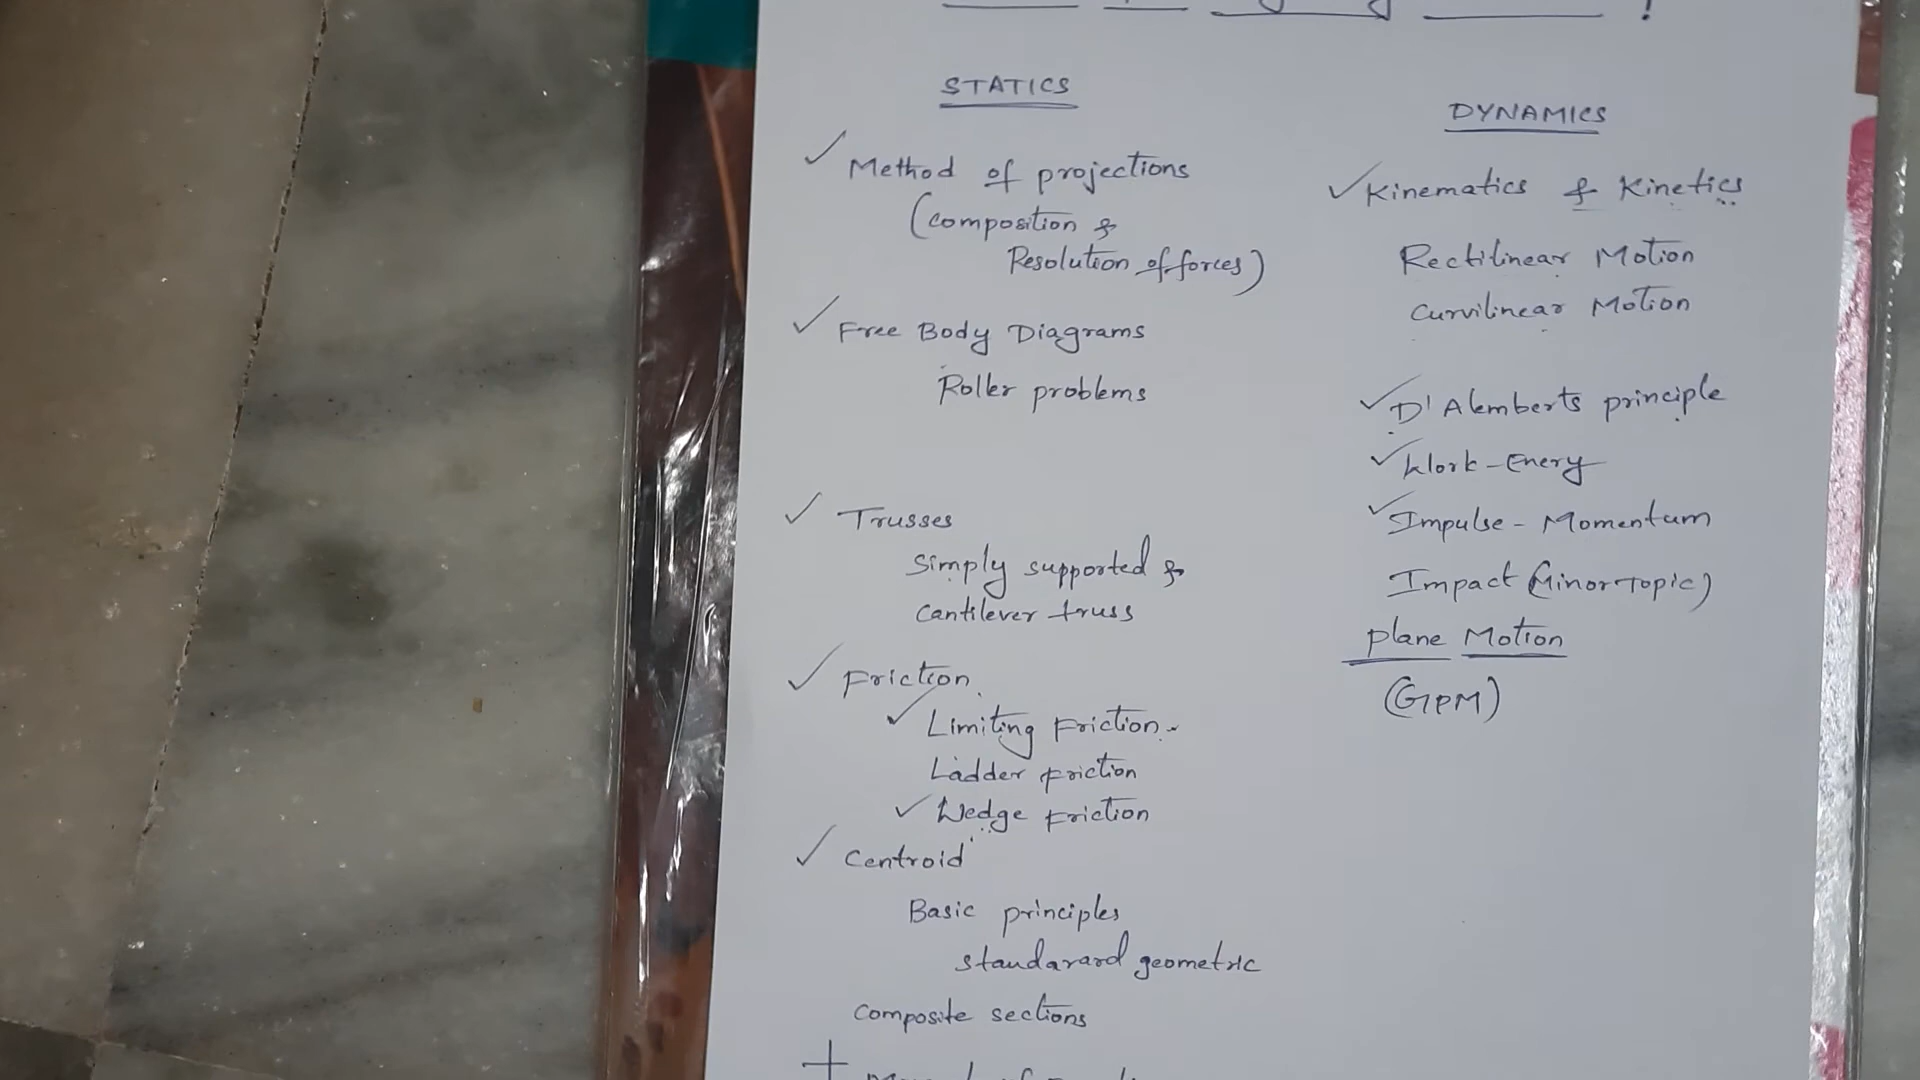 STATICS
Method of projections
(composition &
Resolution of forces)
Free Body Diagrams
Roller problems
Trusses
Simply supported &
cantilever truss
Friction
Limiting Friction
Ladder Friction
Wedge Friction
Centroid
Basic principles
standarard geometric
composite sections
DYNAMICS
Kinematics & Kinetics
Rectilinear Motion
Curvilinear Motion
D'Alemberts principle
Work-Enery
Impulse - Momentum
Impact (Minor Topic)
plane Motion
(GPM)